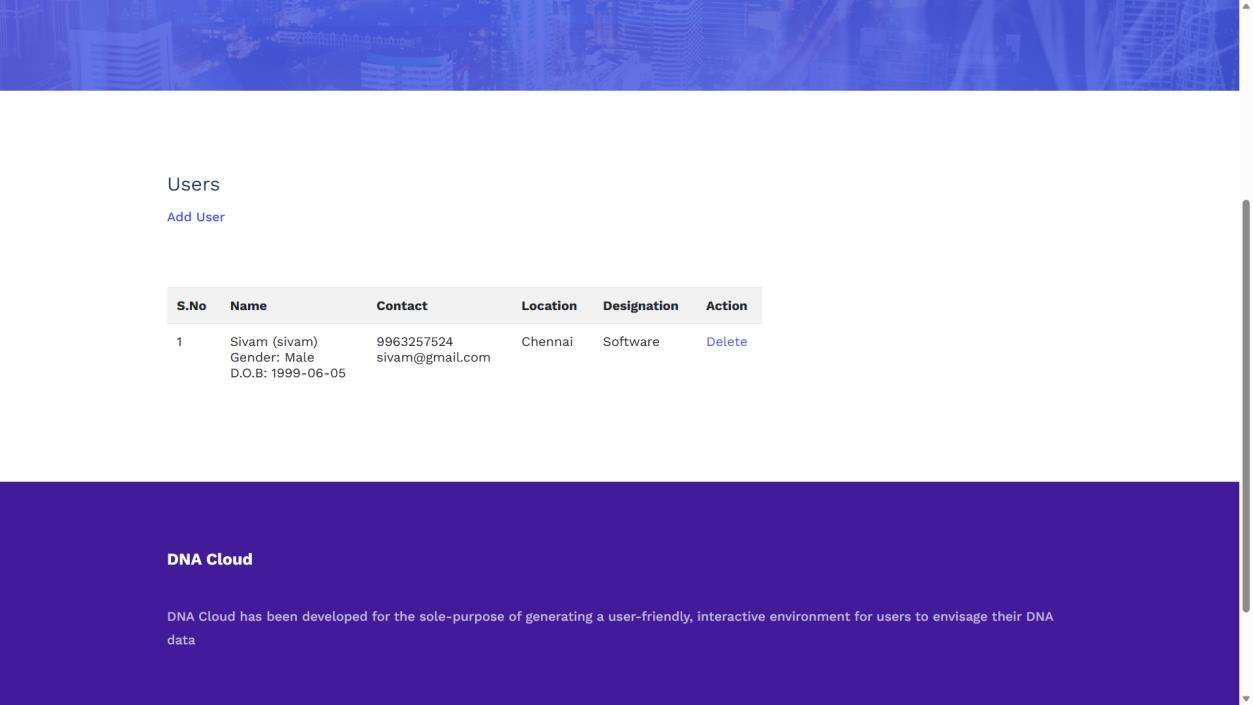 Users
Add User
S.No Name Contact Location Designation Action
1 Sivam (sivam) 9963257524 Chennai Software Delete
Gender: Male sivam@gmail.com
D.O.B: 1999-06-05
DNA Cloud
DNA Cloud has been developed for the sole-purpose of generating a user-friendly, interactive environment for users to envisage their DNA
data